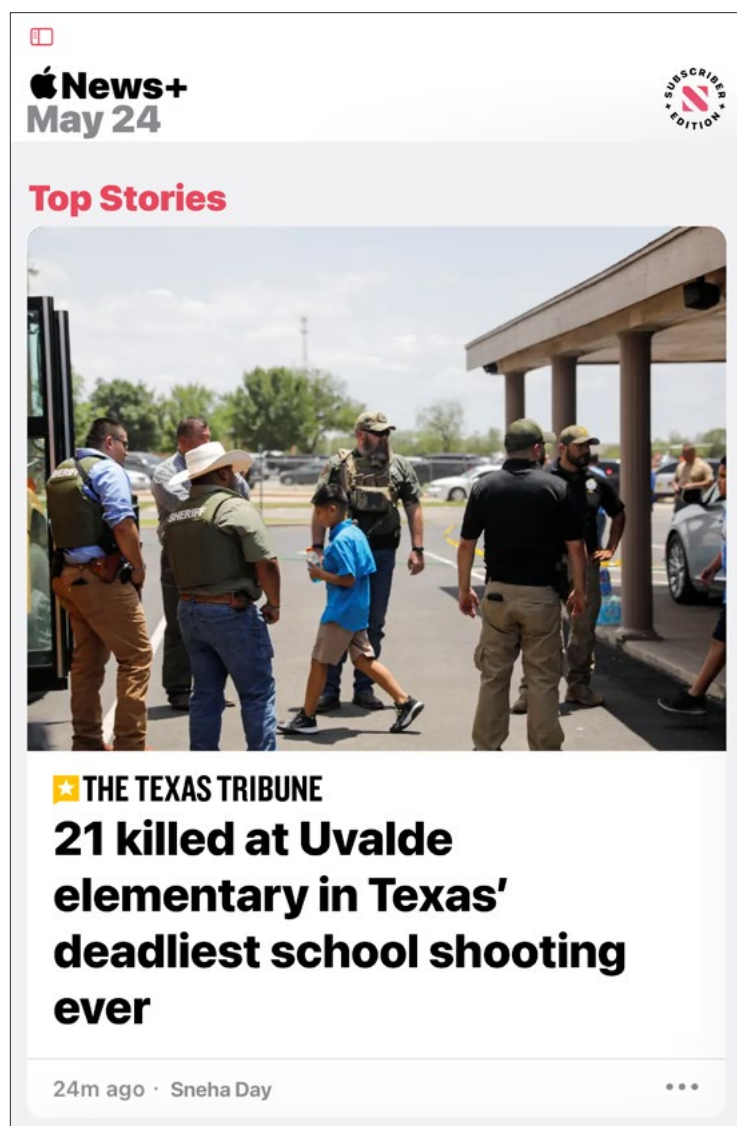 News+
May 24
SUBSCRIBER EDITION
Top Stories
SHERIFF
SHERIFF
THE TEXAS TRIBUNE
21 killed at Uvalde
elementary in Texas’
deadliest school shooting
ever
24m ago · Sneha Day